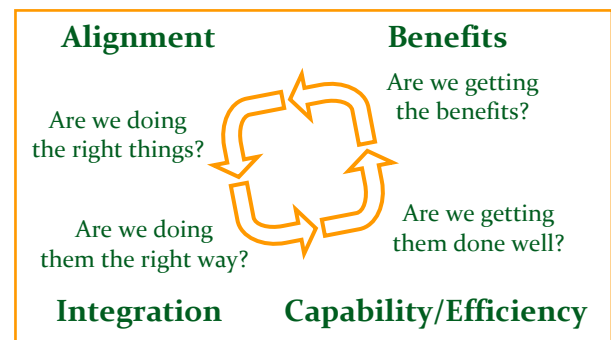 Alignment
Benefits
Are we doing
the right things?
Are we getting
the benefits?
Are we doing
them the right way?
Are we getting
them done well?
Integration
Capability/Efficiency